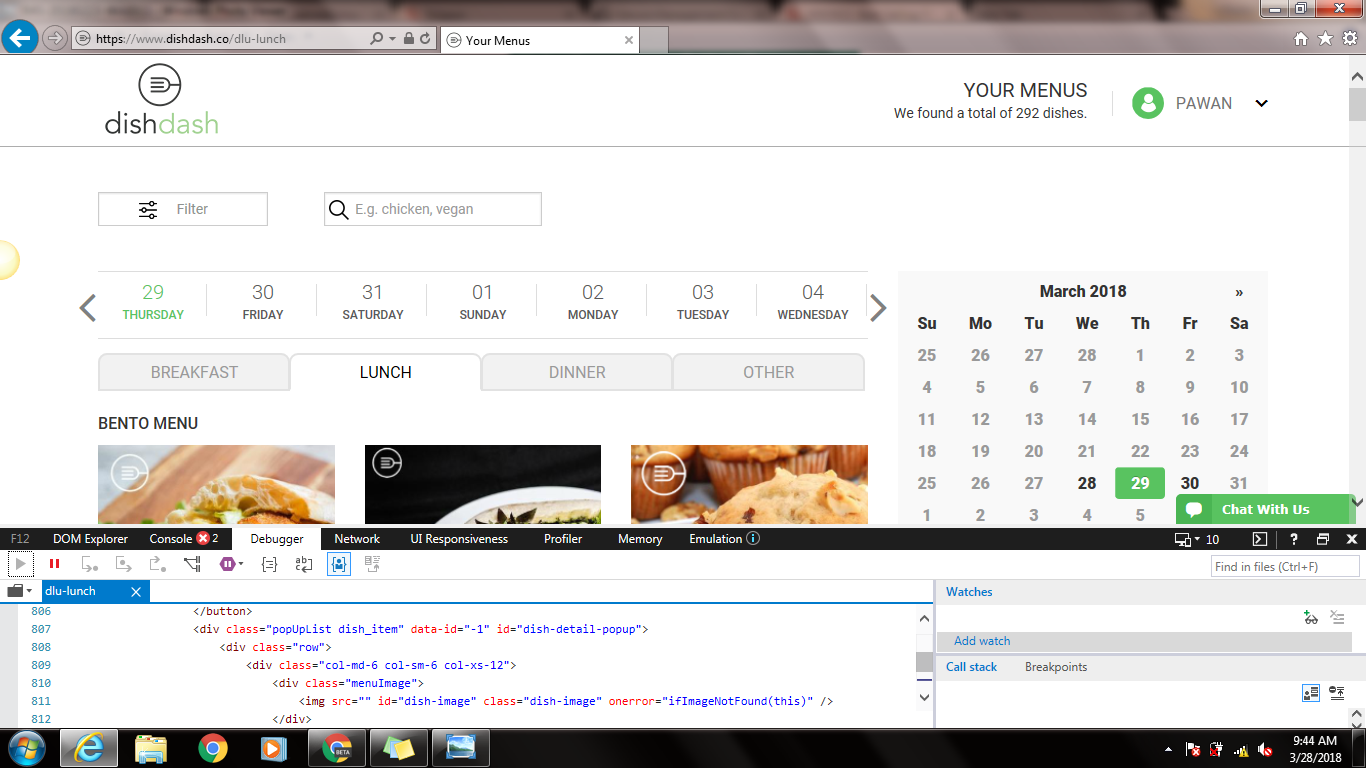 https://www.dishdash.co/dlu-lunch
Your Menus
dishdash
YOUR MENUS
We found a total of 292 dishes.
PAWAN
Filter
E.g. chicken, vegan
29 30 31 01 02 03 04
THURSDAY FRIDAY SATURDAY SUNDAY MONDAY TUESDAY WEDNESDAY
BREAKFAST LUNCH DINNER OTHER
BENTO MENU
March 2018 »
Su Mo Tu We Th Fr Sa
25 26 27 28 1 2 3
4 5 6 7 8 9 10
11 12 13 14 15 16 17
18 19 20 21 22 23 24
25 26 27 28 29 30 31
1 2 3 4 5
Chat With Us
F12 DOM Explorer Console 2 Debugger Network UI Responsiveness Profiler Memory Emulation 10 ?
Find in files (Ctrl+F)
dlu-lunch
806 </button>
807 <div class="popUpList dish_item" data-id="-1" id="dish-detail-popup">
808 <div class="row">
809 <div class="col-md-6 col-sm-6 col-xs-12">
810 <div class="menuImage">
811 <img src="" id="dish-image" class="dish-image" onerror="ifImageNotFound(this)" />
812 </div>
Watches
Add watch
Call stack Breakpoints
BETA
9:44 AM
3/28/2018